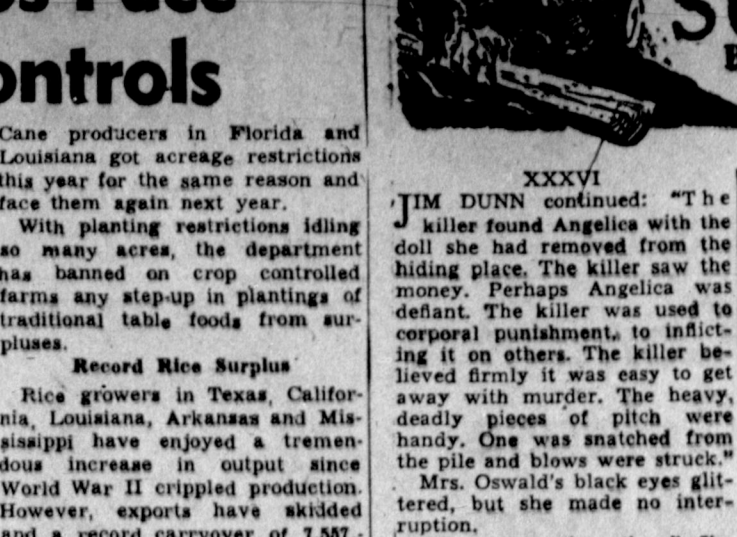 ontrols
Cane producers in Florida and
Louisiana got acreage restrictions
this year for the same reason and
face them again next year.
With planting restrictions idling
so many acres, the department
has banned on crop controlled
farms any step-up in plantings of
traditional table foods from sur-
pluses.
Record Rice Surplus
Rice growers in Texas, Califor-
nia, Louisiana, Arkansas and Mis-
sissippi have enjoyed a tremen-
dous increase in output since
World War II crippled production.
However, exports have skidded
and a record carryover of 7,557,-
XXXVI
JIM DUNN continued: "The
killer found Angelica with the
doll she had removed from the
hiding place. The killer saw the
money. Perhaps Angelica was
defiant. The killer was used to
corporal punishment, to inflict-
ing it on others. The killer be-
lieved firmly it was easy to get
away with murder. The heavy,
deadly pieces of pitch were
handy. One was snatched from
the pile and blows were struck."
Mrs. Oswald's black eyes glit-
tered, but she made no inter-
ruption.